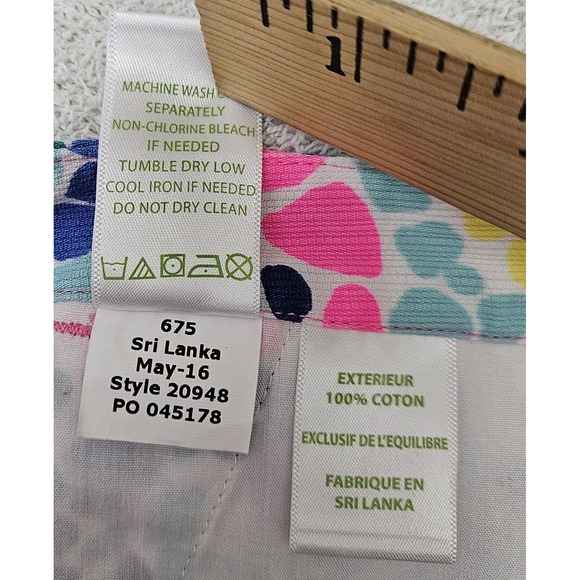 1
MACHINE WASH
SEPARATELY
NON-CHLORINE BLEACH
IF NEEDED
TUMBLE DRY LOW
COOL IRON IF NEEDED
DO NOT DRY CLEAN
675
Sri Lanka
May-16
Style 20948
PO 045178
EXTERIEUR
100% COTON
EXCLUSIF DE L'EQUILIBRE
FABRIQUE EN
SRI LANKA